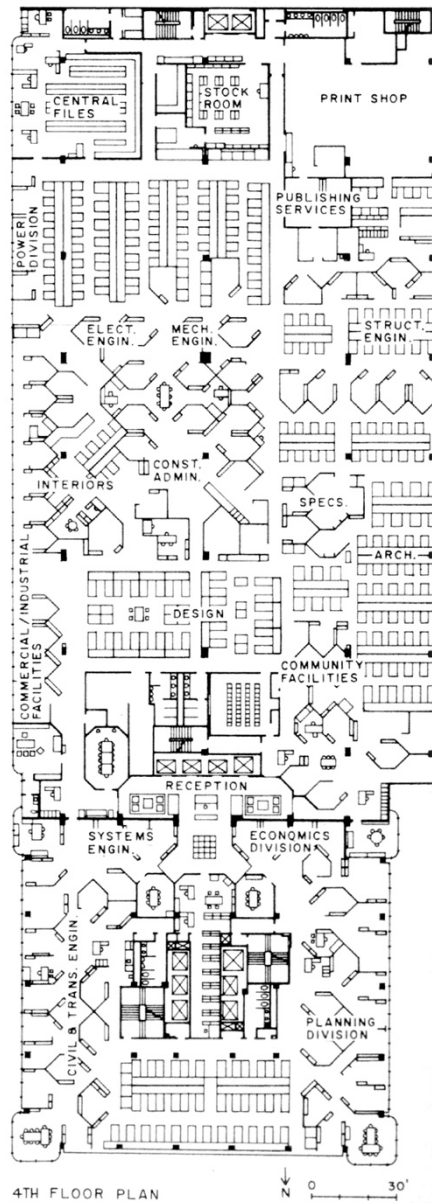 CENTRAL
FILES
STOCK
ROOM
PRINT SHOP
PUBLISHING
SERVICES
POWER
DIVISION
ELECT.
ENGIN.
MECH.
ENGIN.
STRUCT.
ENGIN.
INTERIORS
CONST.
ADMIN.
SPECS.
ARCH.
COMMERCIAL/INDUSTRIAL
FACILITIES
DESIGN
COMMUNITY
FACILITIES
RECEPTION
SYSTEMS
ENGIN.
ECONOMICS
DIVISION
CIVIL & TRANS. ENGIN.
PLANNING
DIVISION
4TH FLOOR PLAN
N
0 30'